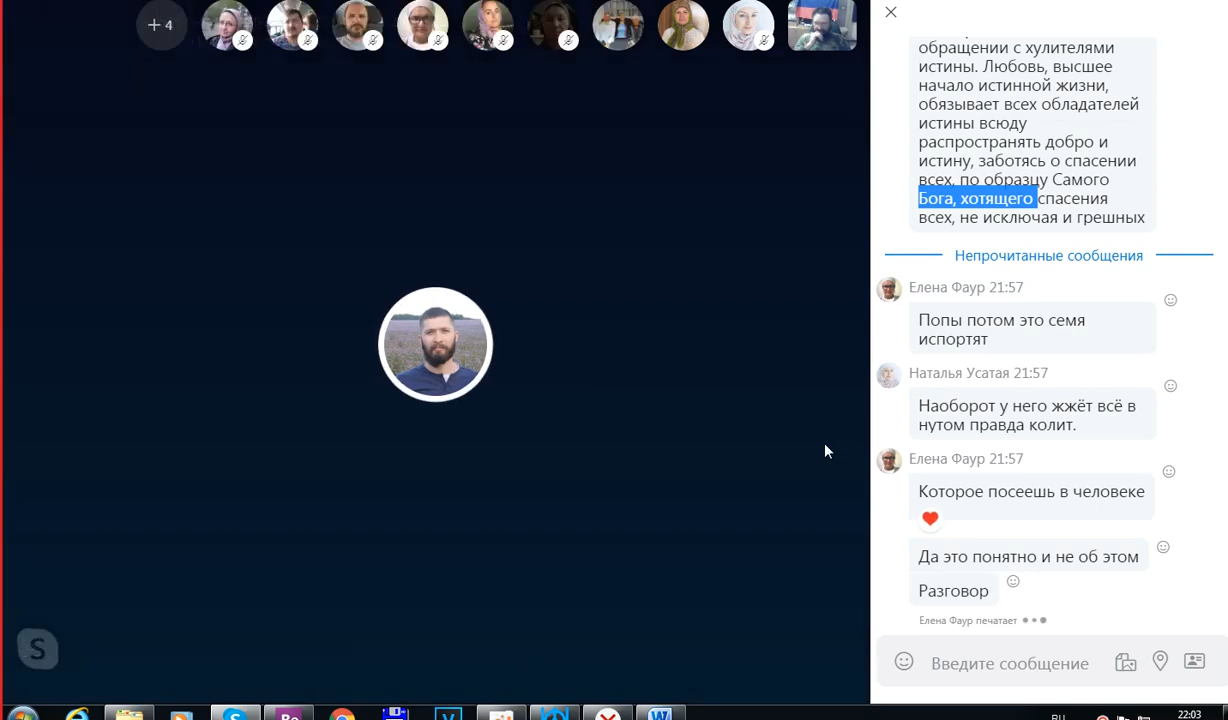 + 4
обращении с хулителями
истины. Любовь, высшее
начало истинной жизни,
обязывает всех обладателей
истины всюду
распространять добро и
истину, заботясь о спасении
всех, по образцу Самого
Бога, хотящего спасения
всех, не исключая и грешных
Непрочитанные сообщения
Елена Фаур 21:57
Попы потом это семя
испортят
Наталья Усатая 21:57
Наоборот у него жжёт всё в
нутом правда колит.
Елена Фаур 21:57
Которое посеешь в человеке
Да это понятно и не об этом
Разговор
Елена Фаур печатает
Введите сообщение
S
Be
V
W
RU
22:03